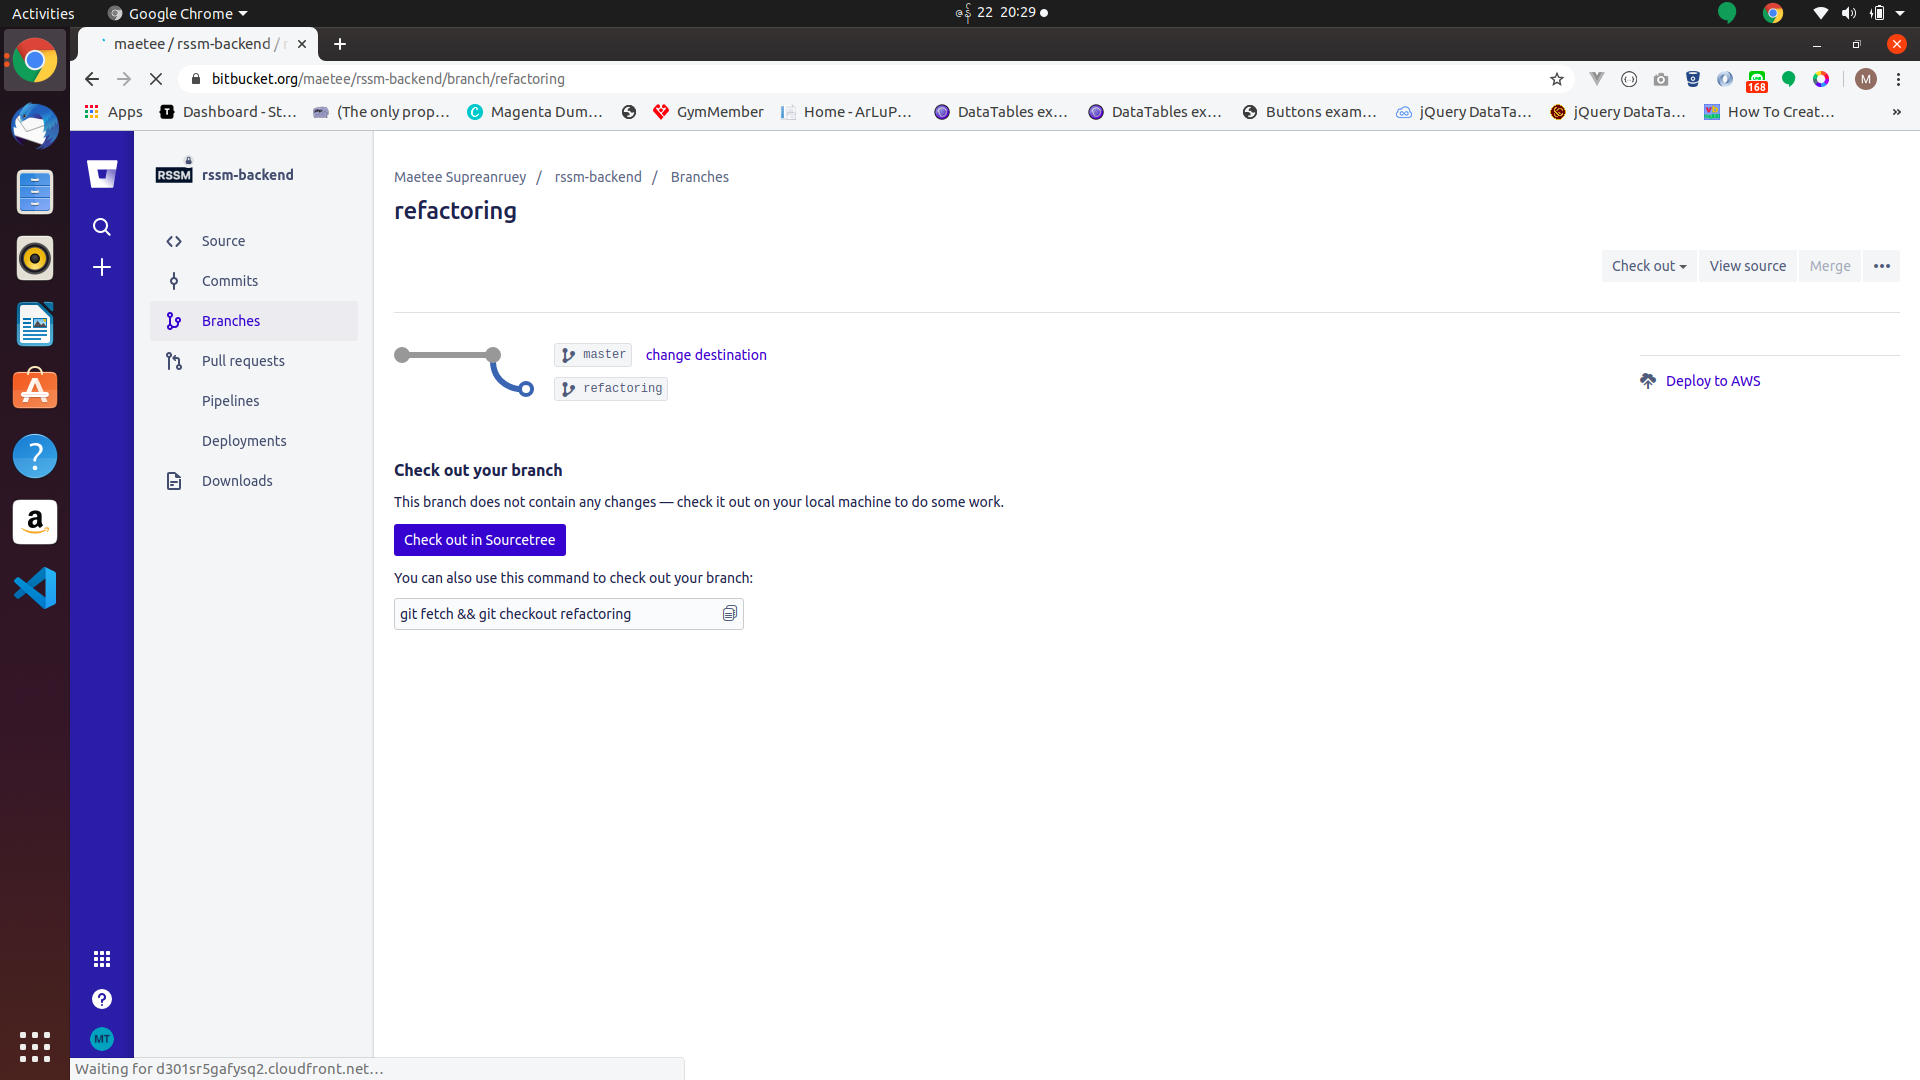 Activities
Google Chrome
ဇန် 22 20:29
maetee / rssm-backend / r
bitbucket.org/maetee/rssm-backend/branch/refactoring
168
M
Apps
Dashboard - St…
(The only prop…
Magenta Dum…
GymMember
Home - ArLuP…
DataTables ex…
DataTables ex…
Buttons exam…
jQuery DataTa…
jQuery DataTa…
How To Creat…
»
RSSM
rssm-backend
Source
Commits
Branches
Pull requests
Pipelines
Deployments
Downloads
MT
Maetee Supreanruey / rssm-backend / Branches
refactoring
Check out
View source
Merge
master
change destination
refactoring
Deploy to AWS
Check out your branch
This branch does not contain any changes — check it out on your local machine to do some work.
Check out in Sourcetree
You can also use this command to check out your branch:
git fetch && git checkout refactoring
Waiting for d301sr5gafysq2.cloudfront.net…